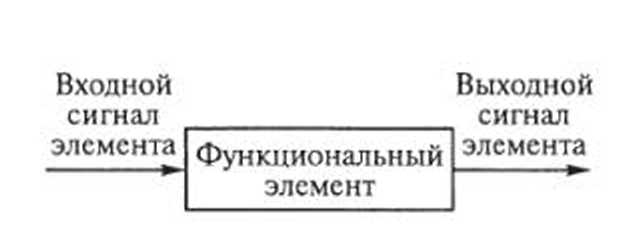 Входной
сигнал
элемента
Функциональный
элемент
Выходной
сигнал
элемента